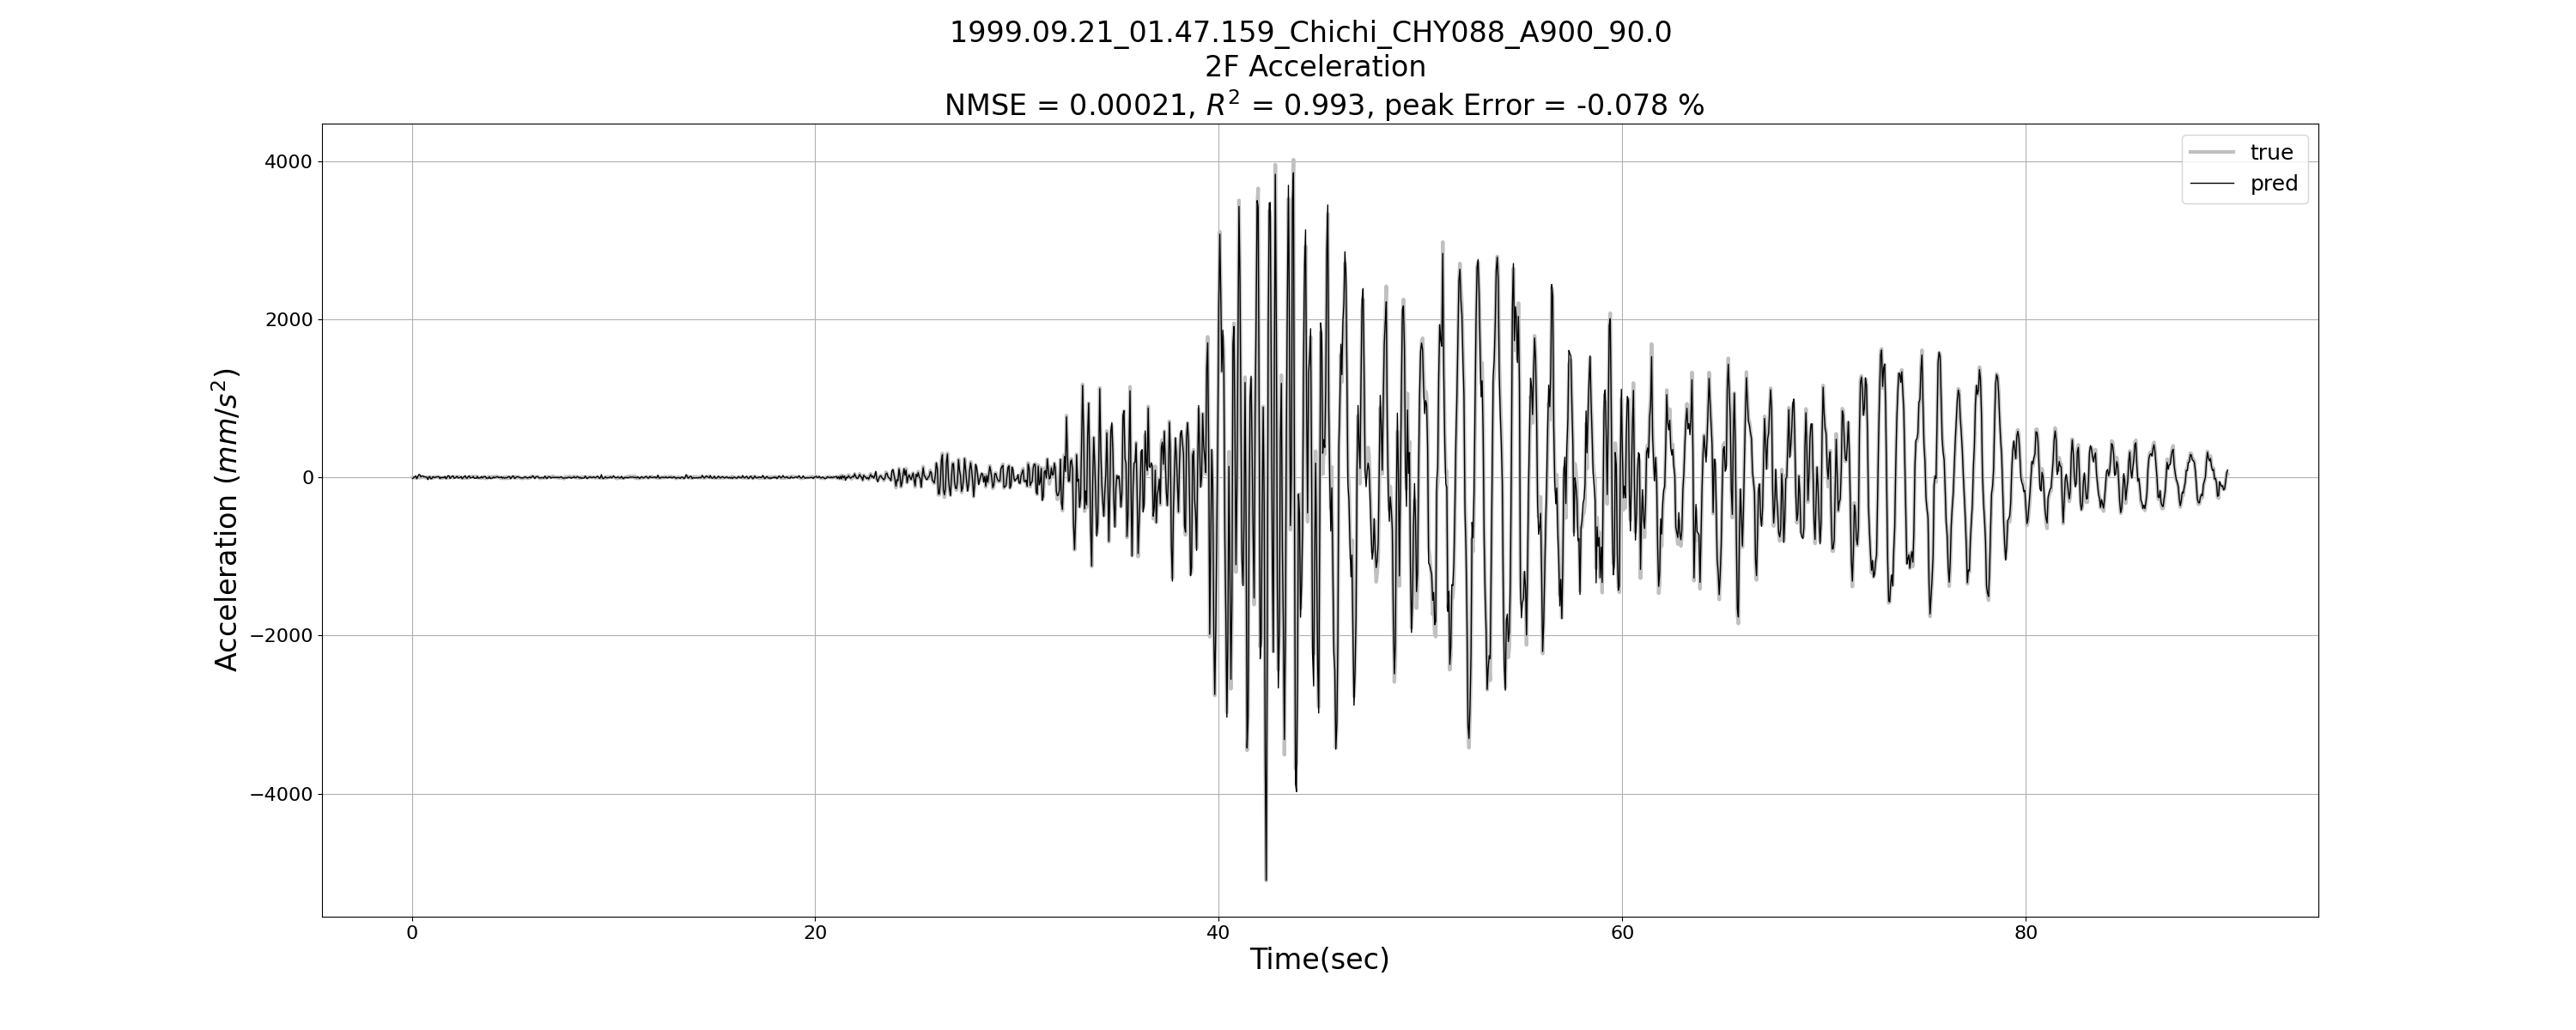 1999.09.21_01.47.159_Chichi_CHY088_A900_90.0
2F Acceleration
NMSE = 0.00021, R² = 0.993, peak Error = -0.078 %
true
pred
4000
2000
0
−2000
−4000
Acceleration (mm/s²)
0
20
40
60
80
Time(sec)